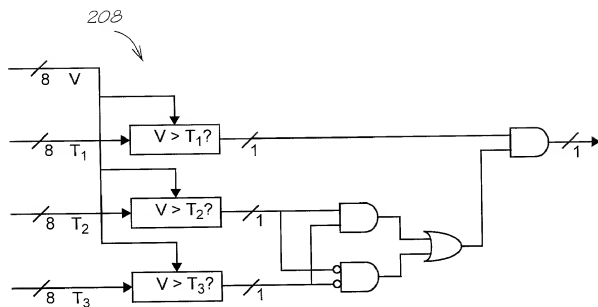 208
8 V
V > T₁?
8 T₁ 1 1
V > T₂?
8 T₂ 1
V > T₃?
8 T₃ 1